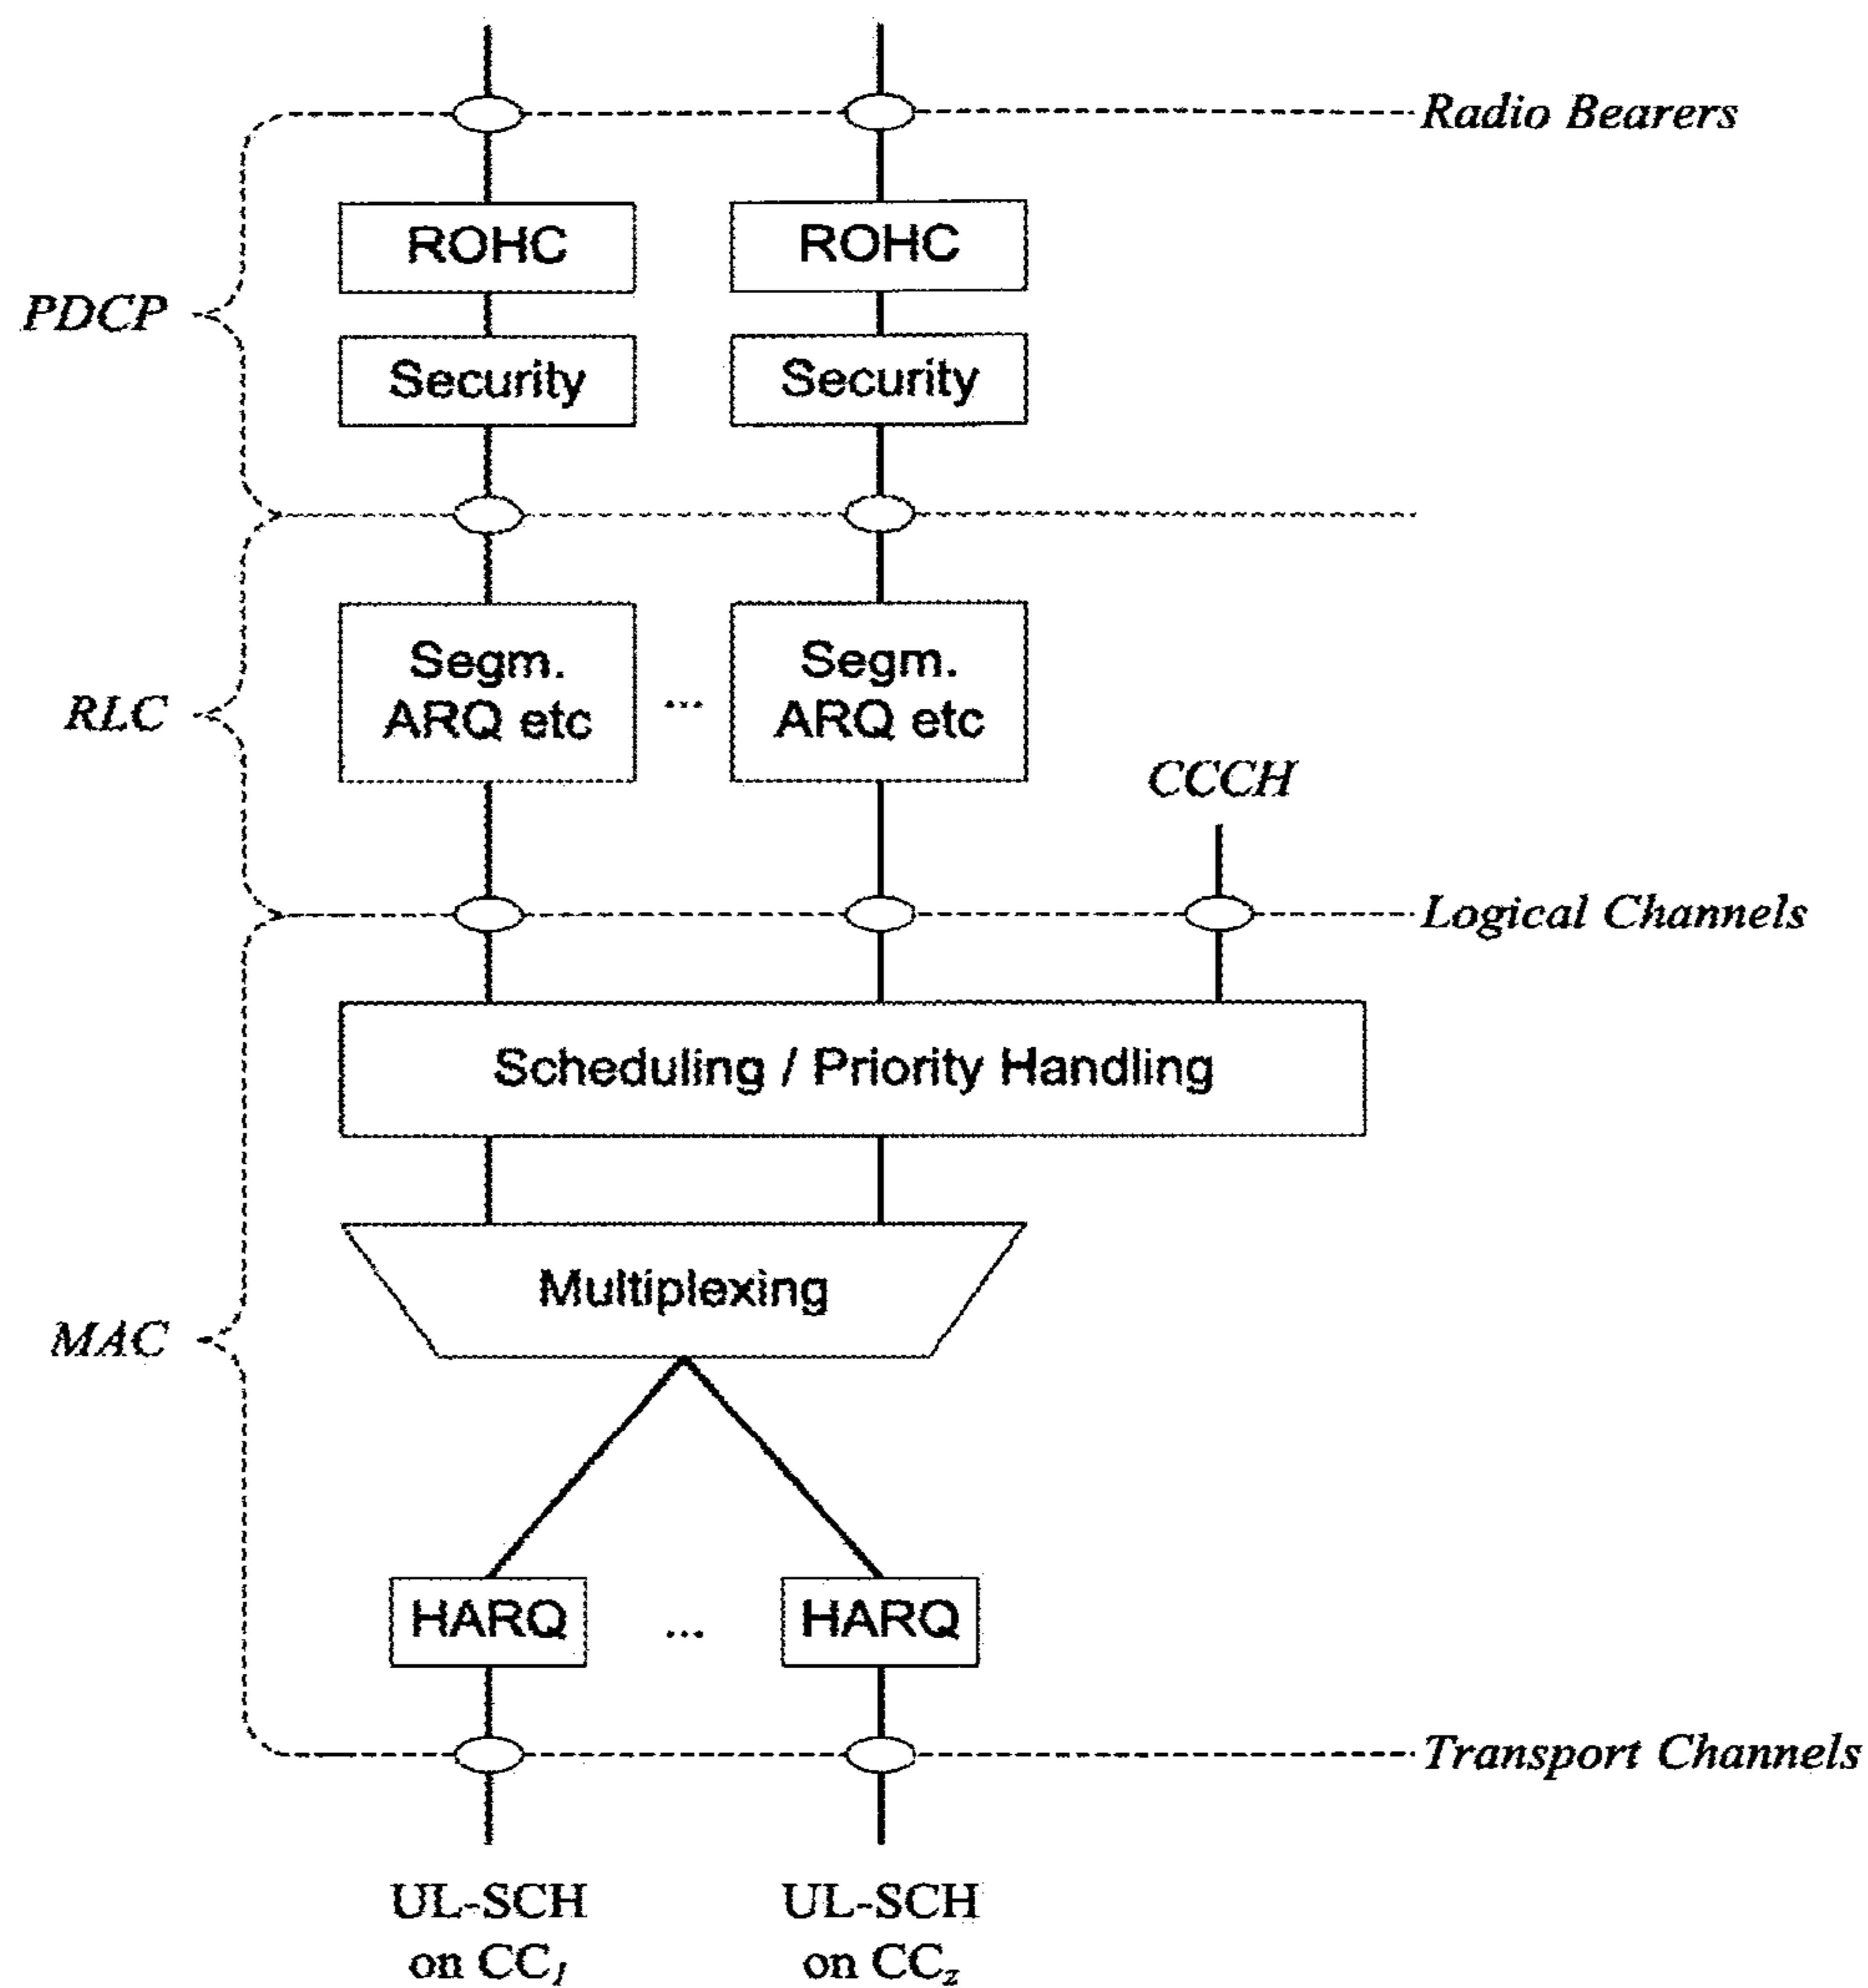 Radio Bearers
ROHC
ROHC
PDCP
Security
Security
Segm.
ARQ etc
...
Segm.
ARQ etc
RLC
CCCH
Logical Channels
Scheduling / Priority Handling
Multiplexing
MAC
HARQ
...
HARQ
Transport Channels
UL-SCH
on CC1
UL-SCH
on CCz